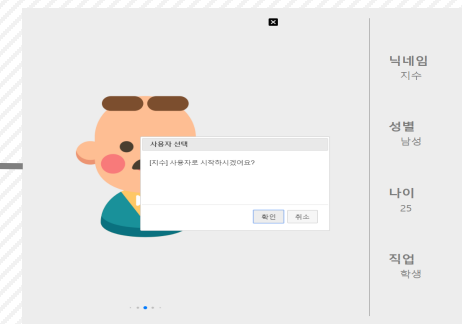 닉네임
지수
성별
남성
나이
25
직업
학생
사용자 선택
[지수] 사용자로 시작하시겠어요?
확인
취소